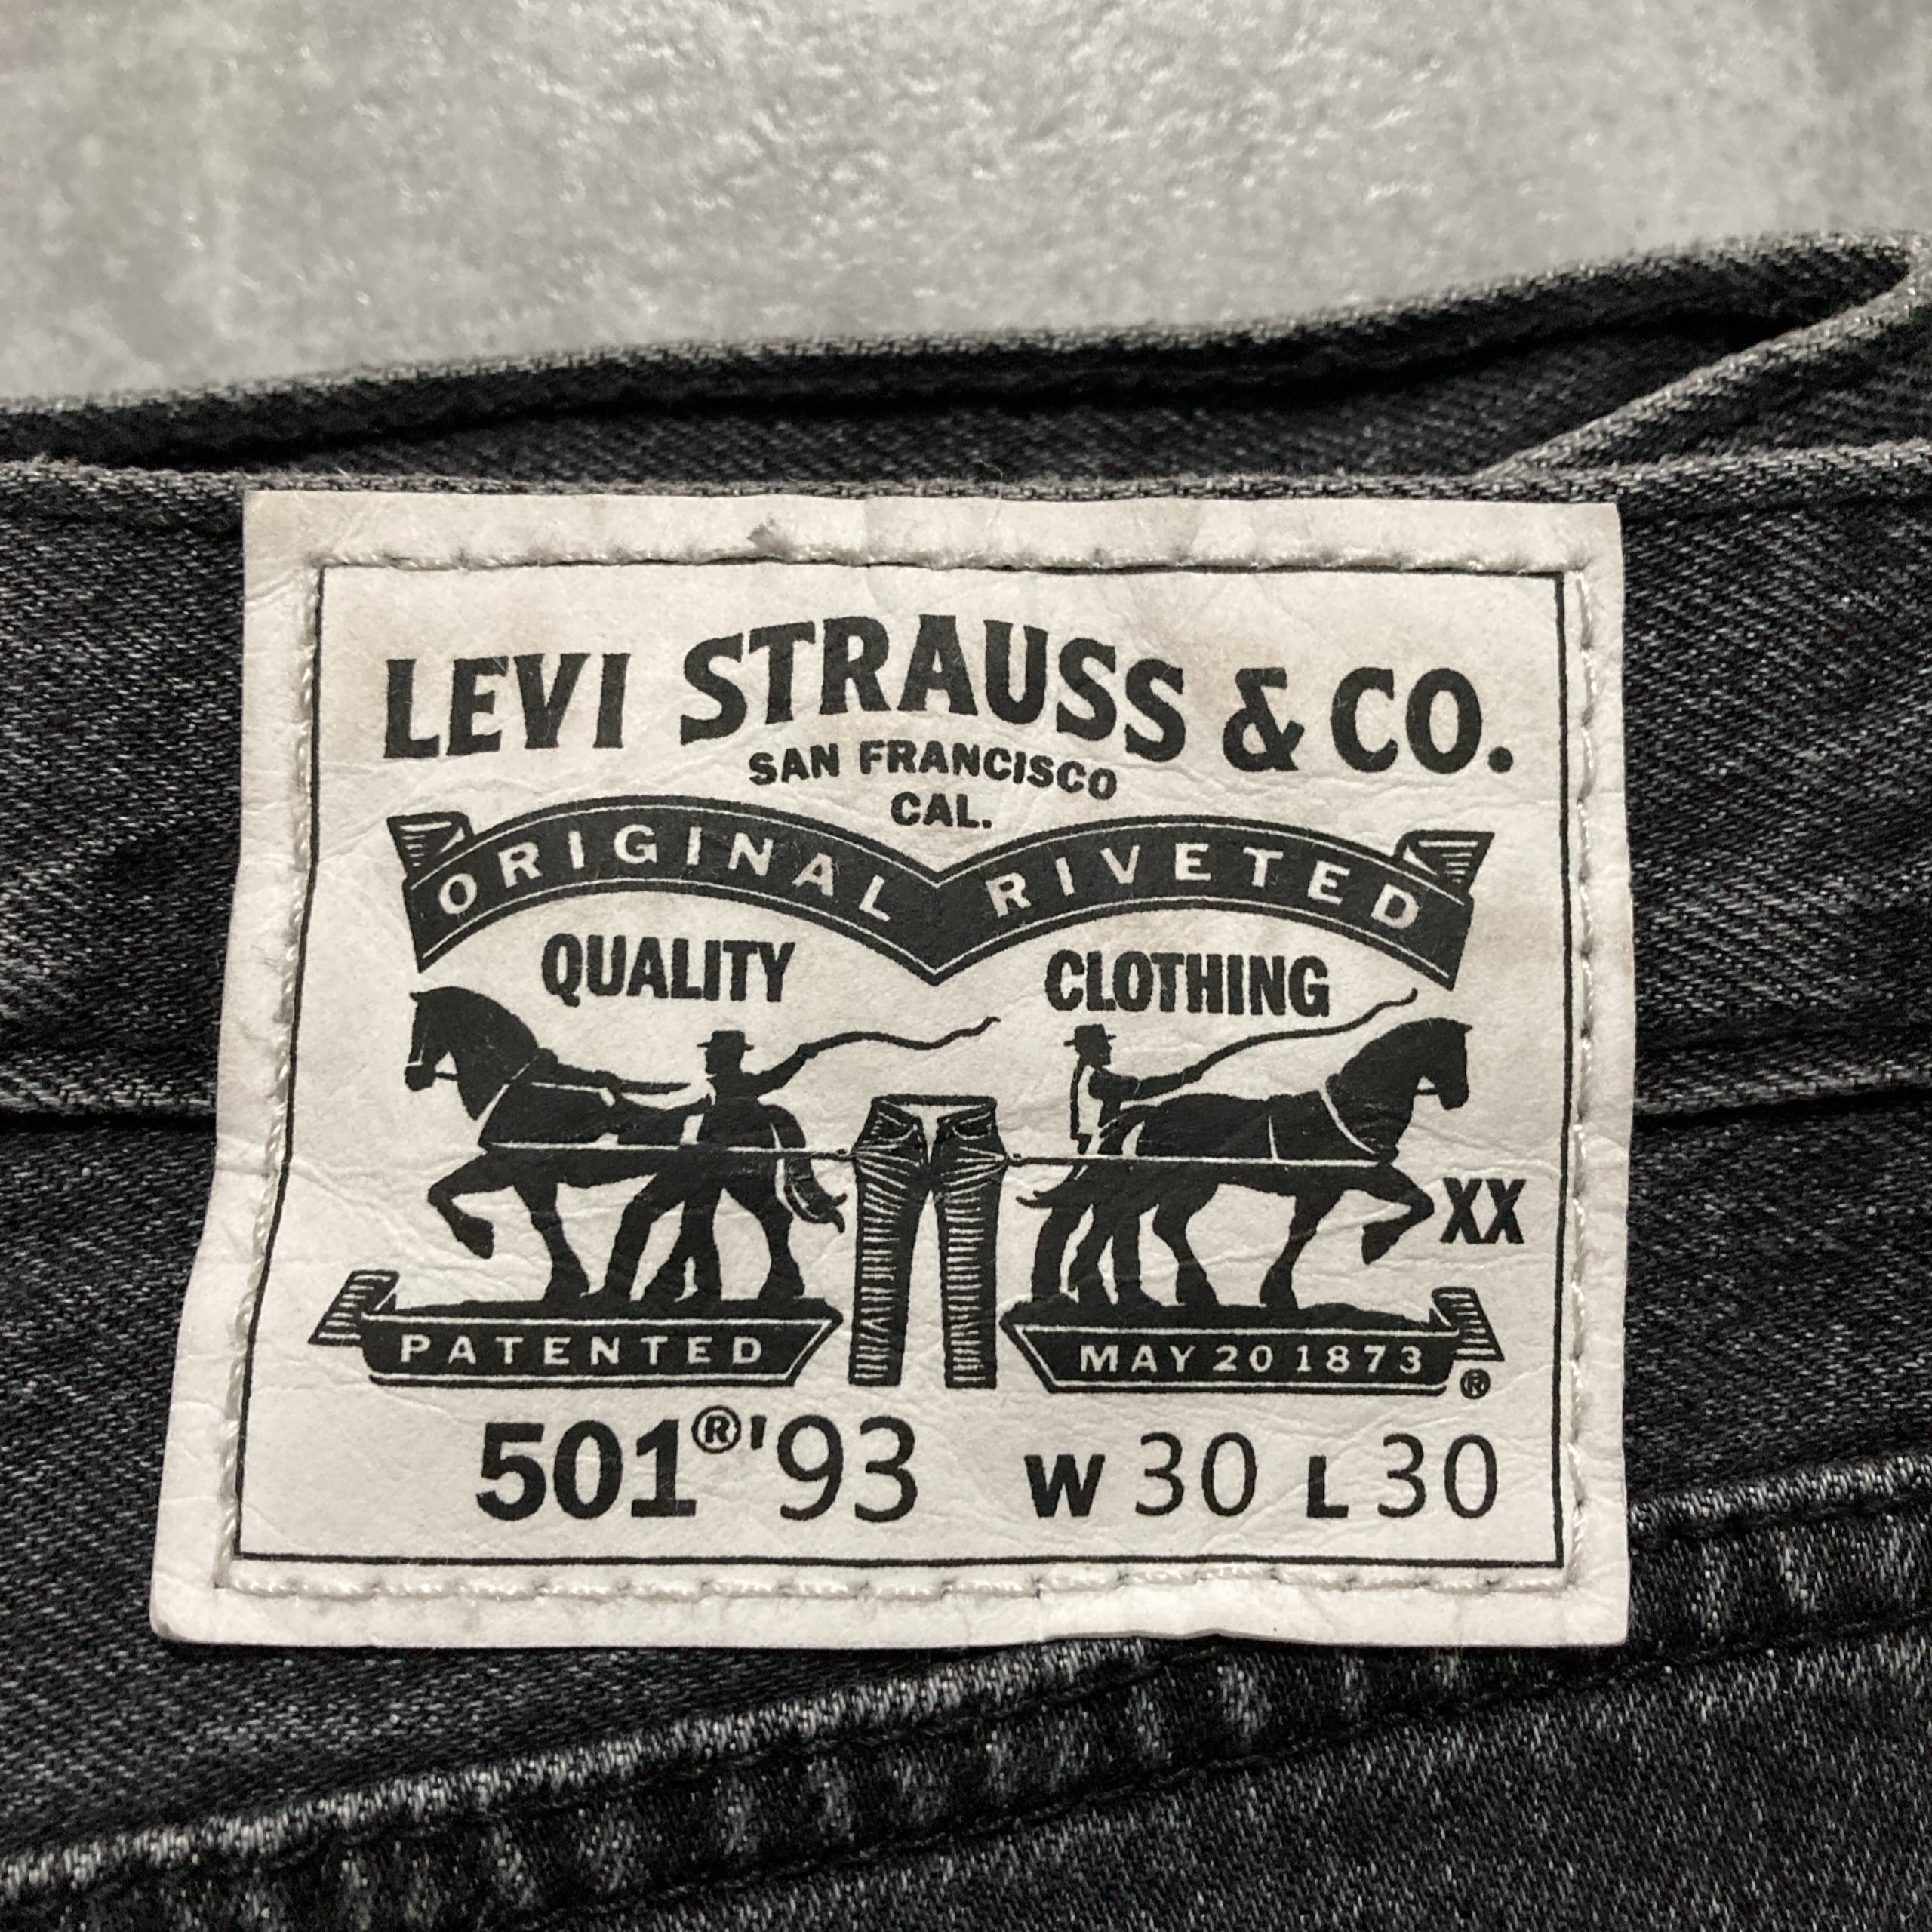 LEVI STRAUSS & CO.
SAN FRANCISCO
CAL.
ORIGINAL RIVETED
QUALITY CLOTHING
XX
PATENTED MAY 20 1873
®
501®'93 W 30 L 30